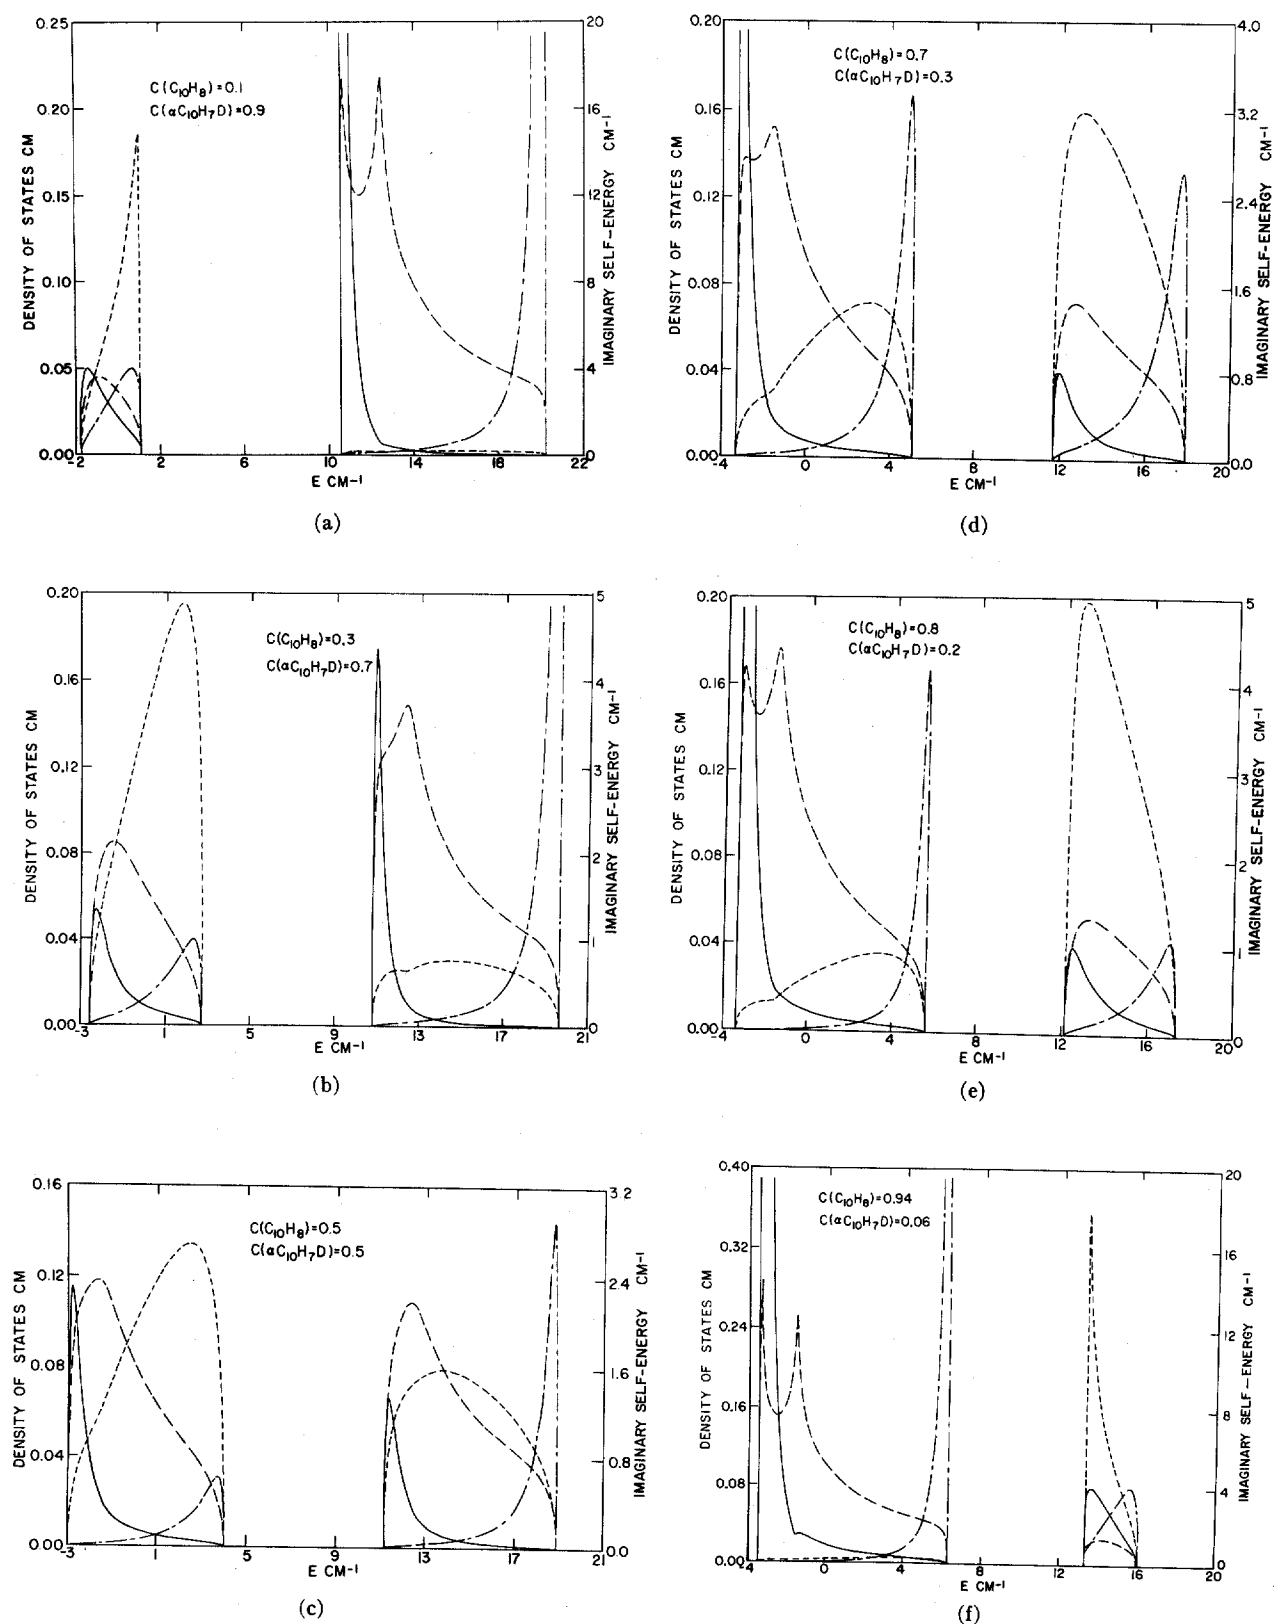 0.25
0.20
0.15
0.10
0.05
0.00
DENSITY OF STATES CM
C(C10H8)=0.1
C(αC10H7D)=0.9
20
16
12
8
4
0
IMAGINARY SELF-ENERGY CM-1
-2 2 6 10 14 18 22
E CM-1
(a)
0.20
0.16
0.12
0.08
0.04
0.00
DENSITY OF STATES CM
C(C10H8)=0.7
C(αC10H7D)=0.3
4.0
3.2
2.4
1.6
0.8
0.0
IMAGINARY SELF-ENERGY CM-1
-4 0 4 8 12 16 20
E CM-1
(d)
0.20
0.16
0.12
0.08
0.04
0.00
DENSITY OF STATES CM
C(C10H8)=0.3
C(αC10H7D)=0.7
5
4
3
2
1
0
IMAGINARY SELF-ENERGY CM-1
-3 1 5 9 13 17 21
E CM-1
(b)
0.20
0.16
0.12
0.08
0.04
0.00
DENSITY OF STATES CM
C(C10H8)=0.8
C(αC10H7D)=0.2
5
4
3
2
1
0
IMAGINARY SELF-ENERGY CM-1
-4 0 4 8 12 16 20
E CM-1
(e)
0.16
0.12
0.08
0.04
0.00
DENSITY OF STATES CM
C(C10H8)=0.5
C(αC10H7D)=0.5
3.2
2.4
1.6
0.8
0.0
IMAGINARY SELF-ENERGY CM-1
-3 1 5 9 13 17 21
E CM-1
(c)
0.40
0.32
0.24
0.16
0.08
0.00
DENSITY OF STATES CM
C(C10H8)=0.94
C(αC10H7D)=0.06
20
16
12
8
4
0
IMAGINARY SELF-ENERGY CM-1
-4 0 4 8 12 16 20
E CM-1
(f)